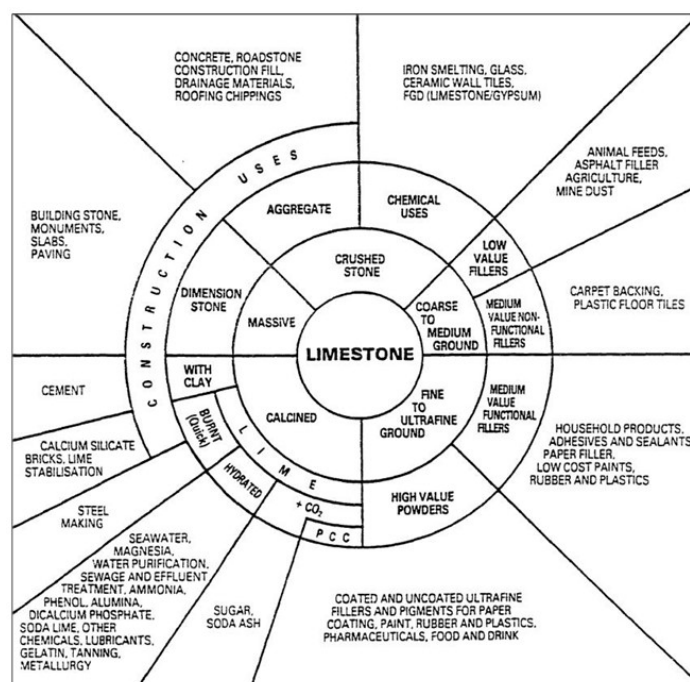 CONCRETE, ROADSTONE
CONSTRUCTION FILL,
DRAINAGE MATERIALS,
ROOFING CHIPPINGS
IRON SMELTING, GLASS,
CERAMIC WALL TILES,
FGD (LIMESTONE/GYPSUM)
ANIMAL FEEDS,
ASPHALT FILLER
AGRICULTURE,
MINE DUST
BUILDING STONE,
MONUMENTS,
SLABS,
PAVING
CONSTRUCTION USES
AGGREGATE
CHEMICAL
USES
LOW
VALUE
FILLERS
CRUSHED
STONE
DIMENSION
STONE
MASSIVE
COARSE
TO
MEDIUM
GROUND
MEDIUM
VALUE NON-
FUNCTIONAL
FILLERS
CARPET BACKING,
PLASTIC FLOOR TILES
LIMESTONE
CEMENT
WITH
CLAY
CALCINED
FINE
TO
ULTRAFINE
GROUND
MEDIUM
VALUE
FUNCTIONAL
FILLERS
HOUSEHOLD PRODUCTS,
ADHESIVES AND SEALANTS
PAPER FILLER,
LOW COST PAINTS,
RUBBER AND PLASTICS
BURNT
(Quick)
LIME
HYDRATED
+ CO₂
PCC
HIGH VALUE
POWDERS
CALCIUM SILICATE
BRICKS, LIME
STABILISATION
STEEL
MAKING
SEAWATER,
MAGNESIA,
WATER PURIFICATION,
SEWAGE AND EFFLUENT
TREATMENT, AMMONIA,
PHENOL, ALUMINA,
DICALCIUM PHOSPHATE,
SODA LIME, OTHER
CHEMICALS, LUBRICANTS,
GELATIN, TANNING,
METALLURGY
SUGAR,
SODA ASH
COATED AND UNCOATED ULTRAFINE
FILLERS AND PIGMENTS FOR PAPER
COATING, PAINT, RUBBER AND PLASTICS,
PHARMACEUTICALS, FOOD AND DRINK